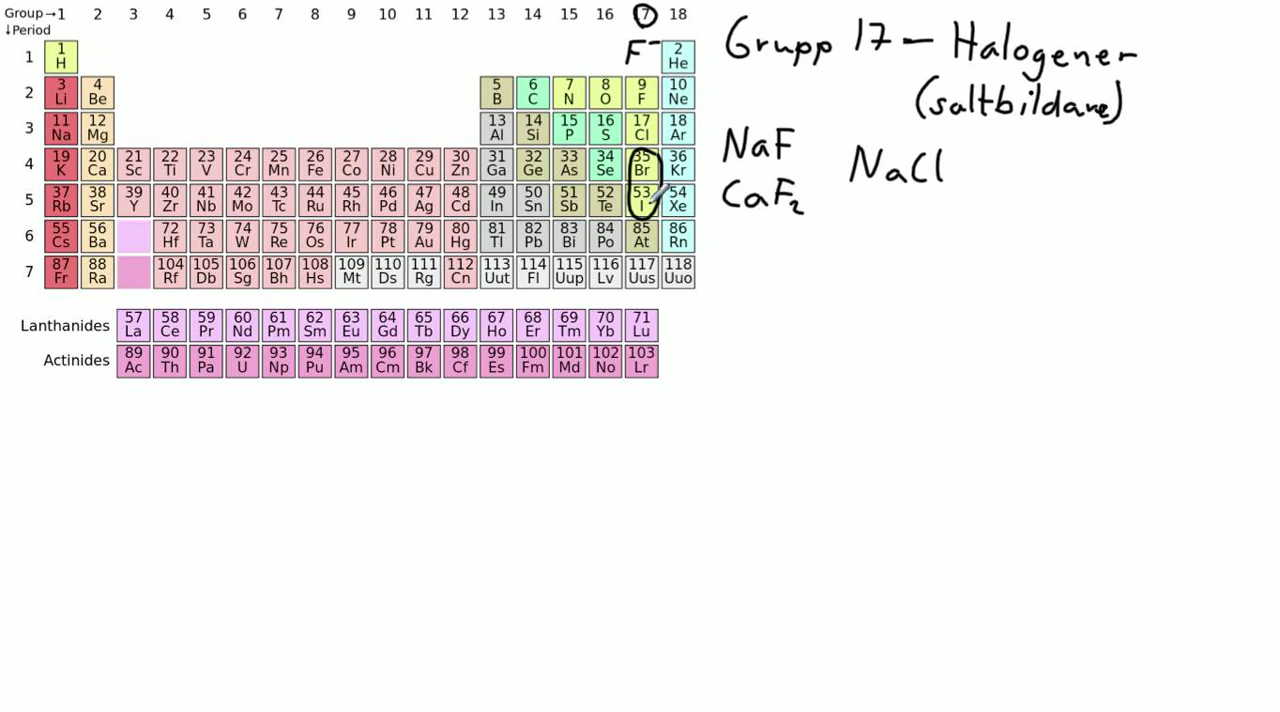 Group→1 2 3 4 5 6 7 8 9 10 11 12 13 14 15 16 17 18
↓Period
F⁻
1 1 H 2 He
2 3 Li 4 Be 5 B 6 C 7 N 8 O 9 F 10 Ne
3 11 Na 12 Mg 13 Al 14 Si 15 P 16 S 17 Cl 18 Ar
4 19 K 20 Ca 21 Sc 22 Ti 23 V 24 Cr 25 Mn 26 Fe 27 Co 28 Ni 29 Cu 30 Zn 31 Ga 32 Ge 33 As 34 Se 35 Br 36 Kr
5 37 Rb 38 Sr 39 Y 40 Zr 41 Nb 42 Mo 43 Tc 44 Ru 45 Rh 46 Pd 47 Ag 48 Cd 49 In 50 Sn 51 Sb 52 Te 53 I 54 Xe
6 55 Cs 56 Ba 72 Hf 73 Ta 74 W 75 Re 76 Os 77 Ir 78 Pt 79 Au 80 Hg 81 Tl 82 Pb 83 Bi 84 Po 85 At 86 Rn
7 87 Fr 88 Ra 104 Rf 105 Db 106 Sg 107 Bh 108 Hs 109 Mt 110 Ds 111 Rg 112 Cn 113 Uut 114 Fl 115 Uup 116 Lv 117 Uus 118 Uuo
Lanthanides 57 La 58 Ce 59 Pr 60 Nd 61 Pm 62 Sm 63 Eu 64 Gd 65 Tb 66 Dy 67 Ho 68 Er 69 Tm 70 Yb 71 Lu
Actinides 89 Ac 90 Th 91 Pa 92 U 93 Np 94 Pu 95 Am 96 Cm 97 Bk 98 Cf 99 Es 100 Fm 101 Md 102 No 103 Lr
Grupp 17 – Halogener
(saltbildare)
NaF NaCl
CaF₂